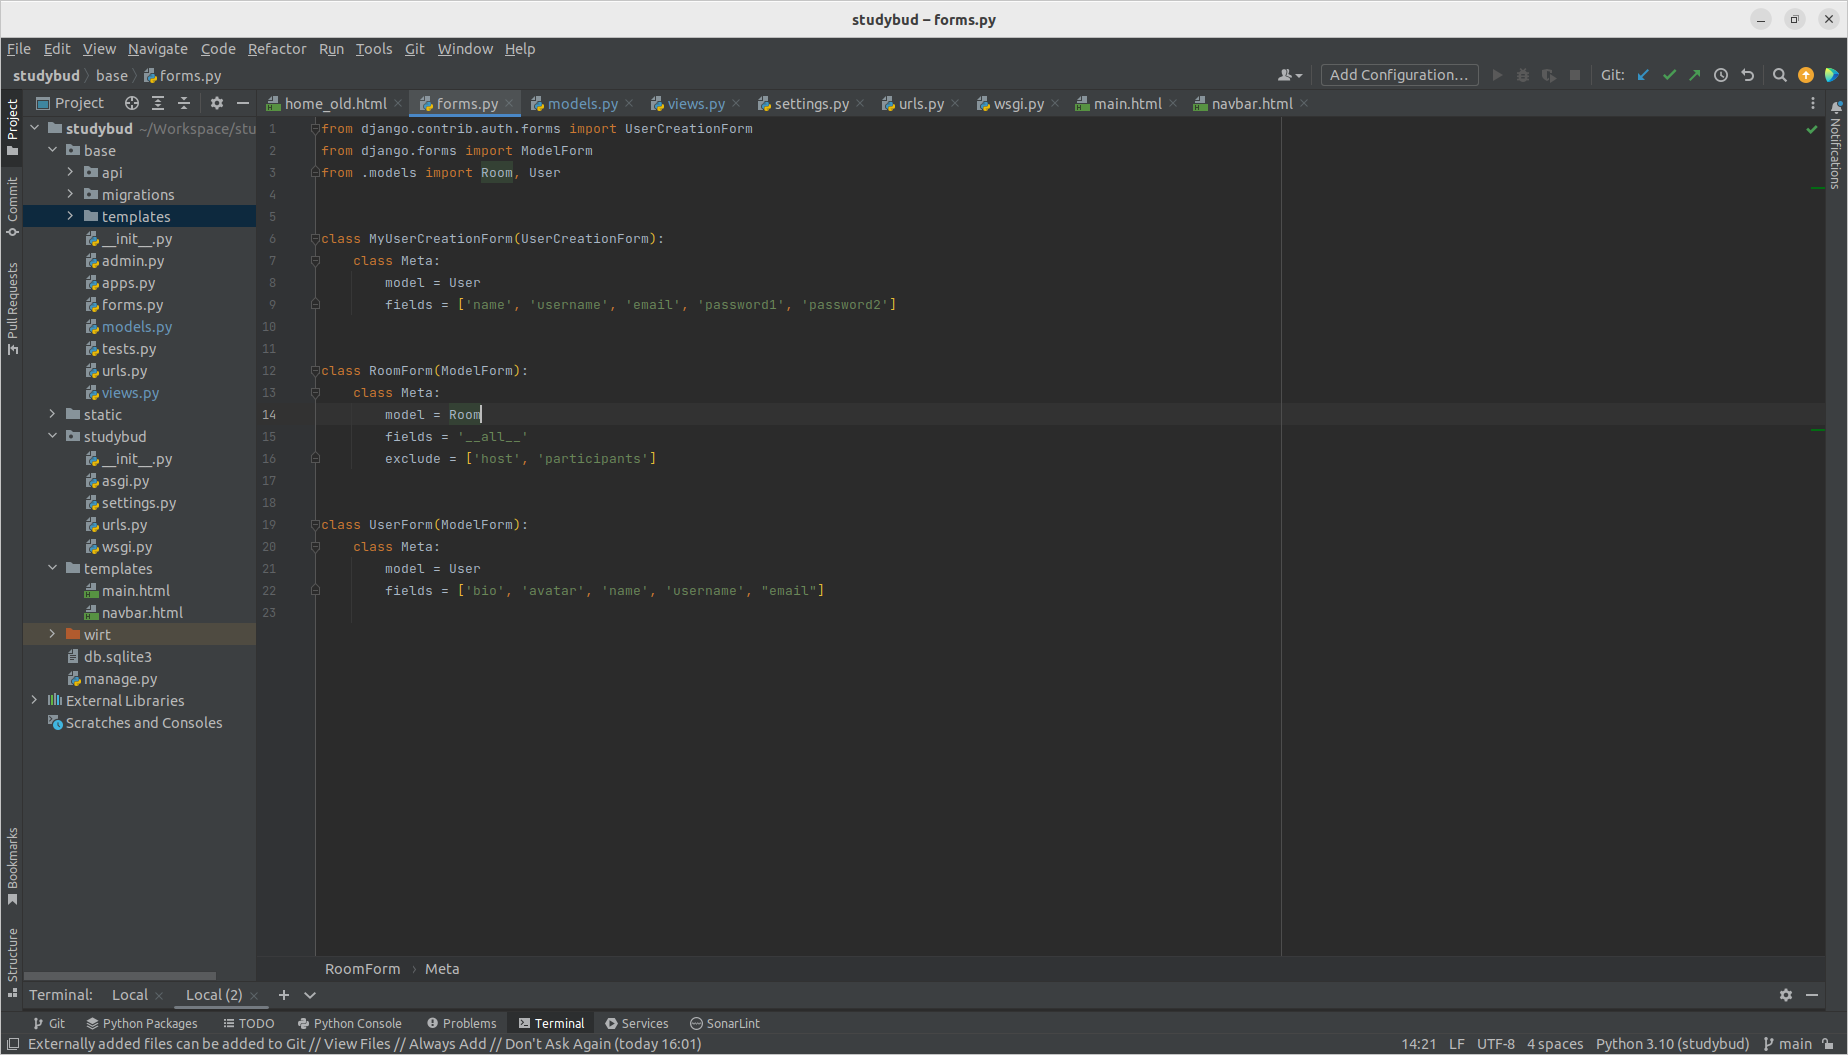 studybud – forms.py
File Edit View Navigate Code Refactor Run Tools Git Window Help
studybud base forms.py Add Configuration... Git:
Project
home_old.html forms.py models.py views.py settings.py urls.py wsgi.py main.html navbar.html
Project
Commit
Pull Requests
Bookmarks
Structure
studybud ~/Workspace/stu
base
api
migrations
templates
__init__.py
admin.py
apps.py
forms.py
models.py
tests.py
urls.py
views.py
static
studybud
__init__.py
asgi.py
settings.py
urls.py
wsgi.py
templates
main.html
navbar.html
wirt
db.sqlite3
manage.py
External Libraries
Scratches and Consoles
1 from django.contrib.auth.forms import UserCreationForm
2 from django.forms import ModelForm
3 from .models import Room, User
4
5
6 class MyUserCreationForm(UserCreationForm):
7 class Meta:
8 model = User
9 fields = ['name', 'username', 'email', 'password1', 'password2']
10
11
12 class RoomForm(ModelForm):
13 class Meta:
14 model = Room
15 fields = '__all__'
16 exclude = ['host', 'participants']
17
18
19 class UserForm(ModelForm):
20 class Meta:
21 model = User
22 fields = ['bio', 'avatar', 'name', 'username', "email"]
23
Notifications
RoomForm › Meta
Terminal: Local Local (2)
Git Python Packages TODO Python Console Problems Terminal Services SonarLint
Externally added files can be added to Git // View Files // Always Add // Don't Ask Again (today 16:01) 14:21 LF UTF-8 4 spaces Python 3.10 (studybud) main